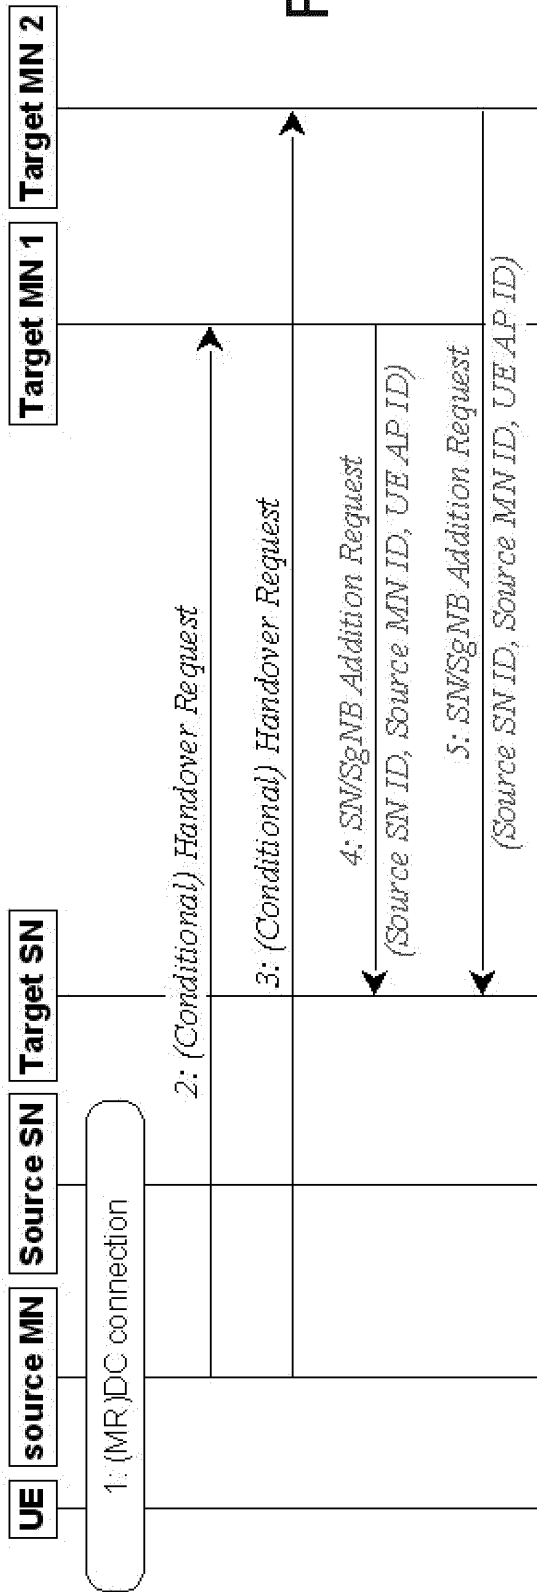 UE
source MN
Source SN
Target SN
Target MN 1
Target MN 2
1: (MR)DC connection
2: (Conditional) Handover Request
3: (Conditional) Handover Request
4: SN/SgNB Addition Request
(Source SN ID, Source MN ID, UE AP ID)
5: SN/SgNB Addition Request
(Source SN ID, Source MN ID, UE AP ID)